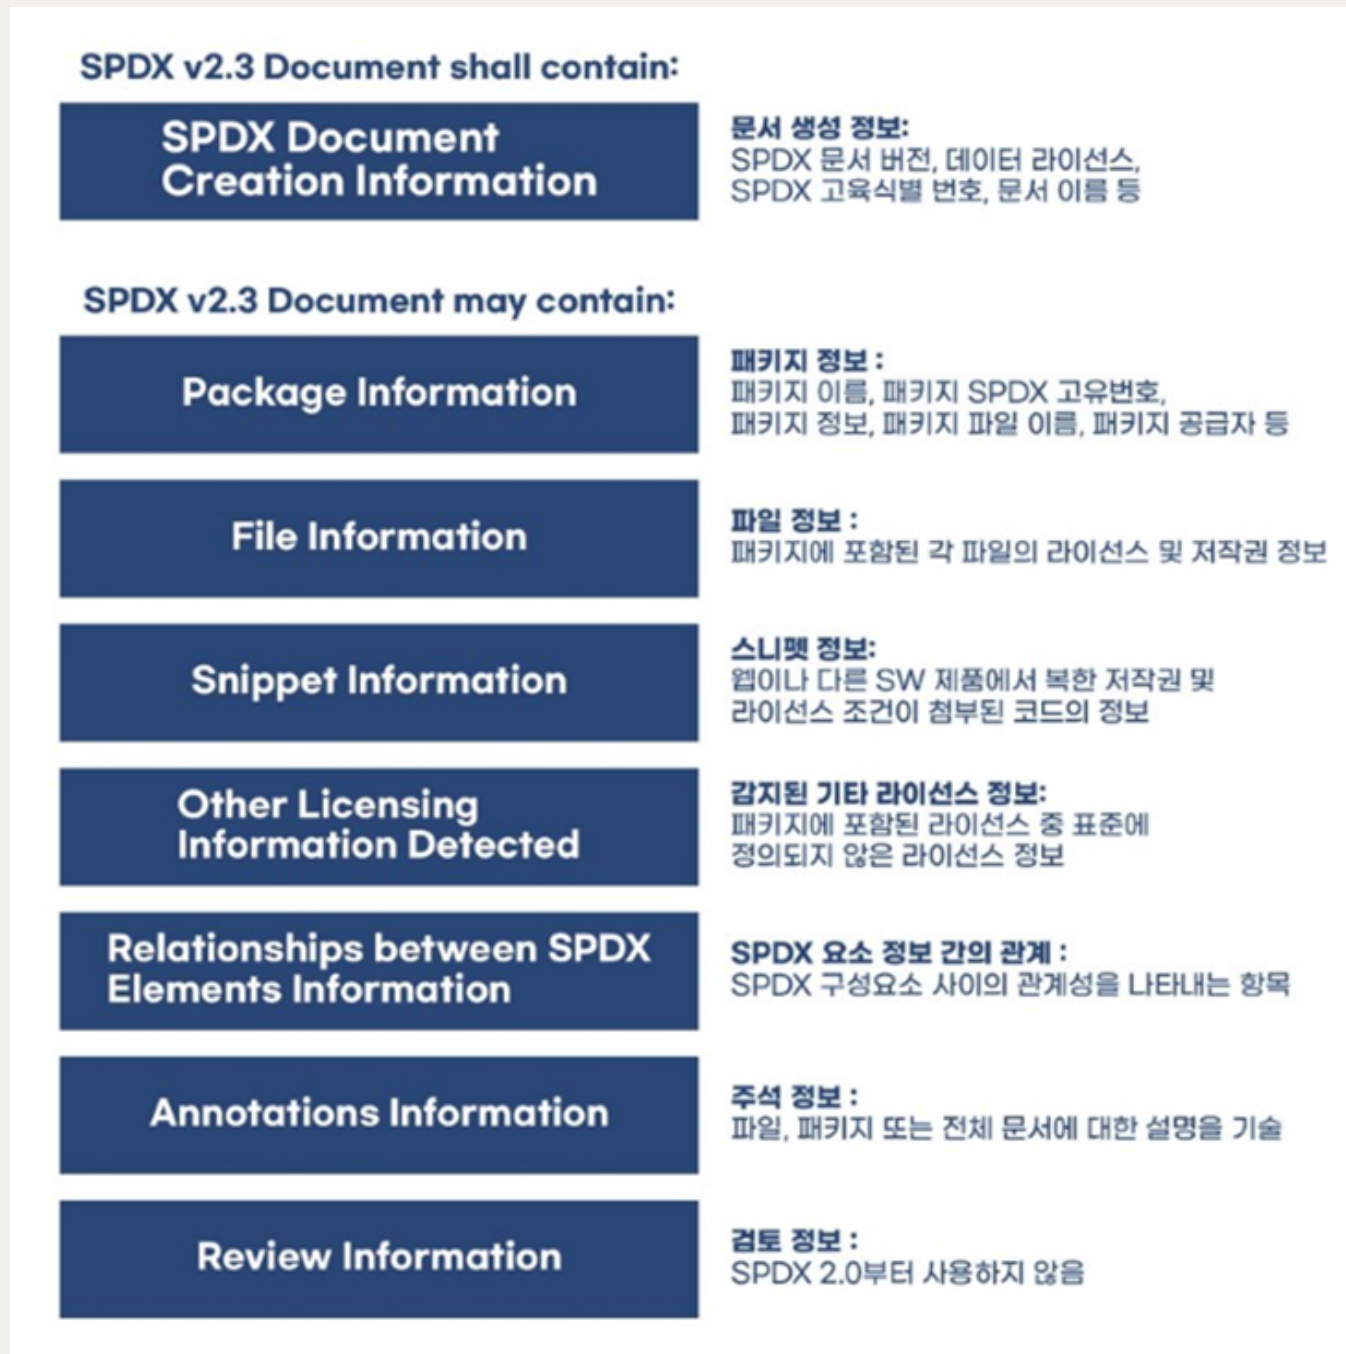 SPDX v2.3 Document shall contain:
SPDX Document
Creation Information
문서 생성 정보:
SPDX 문서 버전, 데이터 라이선스,
SPDX 고육식별 번호, 문서 이름 등
SPDX v2.3 Document may contain:
Package Information
패키지 정보 :
패키지 이름, 패키지 SPDX 고유번호,
패키지 정보, 패키지 파일 이름, 패키지 공급자 등
File Information
파일 정보 :
패키지에 포함된 각 파일의 라이선스 및 저작권 정보
Snippet Information
스니펫 정보:
웹이나 다른 SW 제품에서 복한 저작권 및
라이선스 조건이 첨부된 코드의 정보
Other Licensing
Information Detected
감지된 기타 라이선스 정보:
패키지에 포함된 라이선스 중 표준에
정의되지 않은 라이선스 정보
Relationships between SPDX
Elements Information
SPDX 요소 정보 간의 관계 :
SPDX 구성요소 사이의 관계성을 나타내는 항목
Annotations Information
주석 정보 :
파일, 패키지 또는 전체 문서에 대한 설명을 기술
Review Information
검토 정보 :
SPDX 2.0부터 사용하지 않음